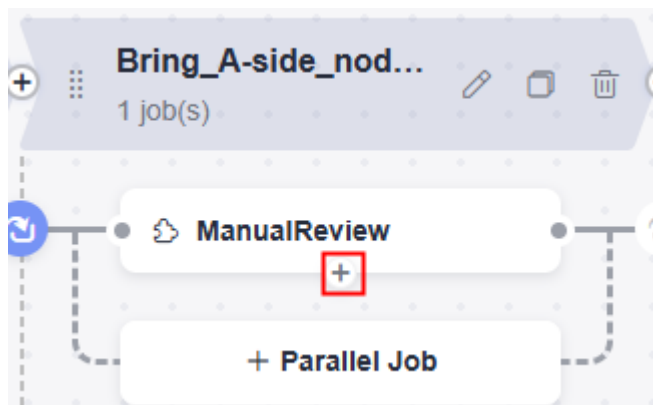 Bring_A-side_nod...
1 job(s)
ManualReview
+ Parallel Job